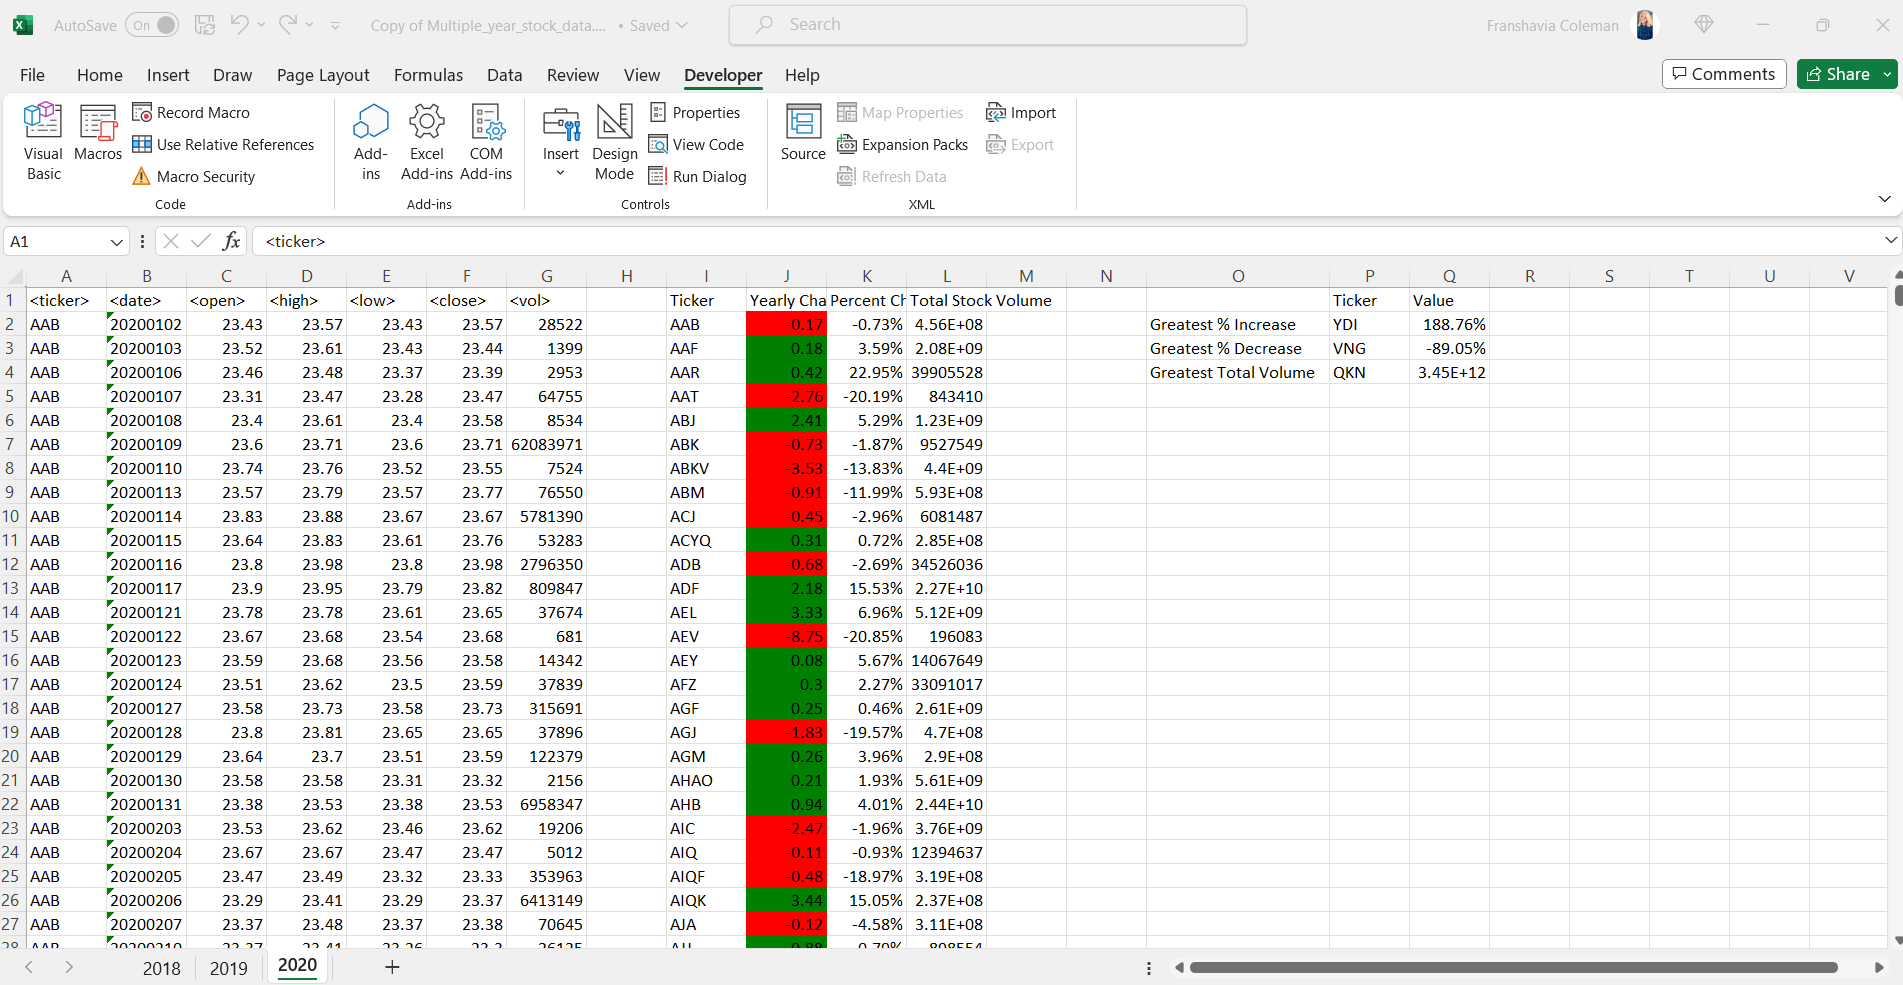 AutoSave On Copy of Multiple_year_stock_data.... • Saved Search Franshavia Coleman
File Home Insert Draw Page Layout Formulas Data Review View Developer Help Comments Share
Visual Basic Macros Record Macro Use Relative References Macro Security Code
Add-ins Excel Add-ins COM Add-ins Add-ins
Insert Design Mode Properties View Code Run Dialog Controls
Source Map Properties Expansion Packs Refresh Data Import Export XML
A1 fx <ticker>
A B C D E F G H I J K L M N O P Q R S T U V
1 <ticker> <date> <open> <high> <low> <close> <vol> Ticker Yearly Cha Percent Ch Total Stock Volume Ticker Value
2 AAB 20200102 23.43 23.57 23.43 23.57 28522 AAB -0.17 -0.73% 4.56E+08 Greatest % Increase YDI 188.76%
3 AAB 20200103 23.52 23.61 23.43 23.44 1399 AAF 0.18 3.59% 2.08E+09 Greatest % Decrease VNG -89.05%
4 AAB 20200106 23.46 23.48 23.37 23.39 2953 AAR 0.42 22.95% 39905528 Greatest Total Volume QKN 3.45E+12
5 AAB 20200107 23.31 23.47 23.28 23.47 64755 AAT -2.76 -20.19% 843410
6 AAB 20200108 23.4 23.61 23.4 23.58 8534 ABJ 2.41 5.29% 1.23E+09
7 AAB 20200109 23.6 23.71 23.6 23.71 62083971 ABK -0.73 -1.87% 9527549
8 AAB 20200110 23.74 23.76 23.52 23.55 7524 ABKV -3.53 -13.83% 4.4E+09
9 AAB 20200113 23.57 23.79 23.57 23.77 76550 ABM -0.91 -11.99% 5.93E+08
10 AAB 20200114 23.83 23.88 23.67 23.67 5781390 ACJ -0.45 -2.96% 6081487
11 AAB 20200115 23.64 23.83 23.61 23.76 53283 ACYQ 0.31 0.72% 2.85E+08
12 AAB 20200116 23.8 23.98 23.8 23.98 2796350 ADB -0.68 -2.69% 34526036
13 AAB 20200117 23.9 23.95 23.79 23.82 809847 ADF 2.18 15.53% 2.27E+10
14 AAB 20200121 23.78 23.78 23.61 23.65 37674 AEL 3.33 6.96% 5.12E+09
15 AAB 20200122 23.67 23.68 23.54 23.68 681 AEV -8.75 -20.85% 196083
16 AAB 20200123 23.59 23.68 23.56 23.58 14342 AEY 0.08 5.67% 14067649
17 AAB 20200124 23.51 23.62 23.5 23.59 37839 AFZ 0.3 2.27% 33091017
18 AAB 20200127 23.58 23.73 23.58 23.73 315691 AGF 0.25 0.46% 2.61E+09
19 AAB 20200128 23.8 23.81 23.65 23.65 37896 AGJ -1.83 -19.57% 4.7E+08
20 AAB 20200129 23.64 23.7 23.51 23.59 122379 AGM 0.26 3.96% 2.9E+08
21 AAB 20200130 23.58 23.58 23.31 23.32 2156 AHAO 0.21 1.93% 5.61E+09
22 AAB 20200131 23.38 23.53 23.38 23.53 6958347 AHB 0.94 4.01% 2.44E+10
23 AAB 20200203 23.53 23.62 23.46 23.62 19206 AIC -2.47 -1.96% 3.76E+09
24 AAB 20200204 23.67 23.67 23.47 23.47 5012 AIQ -0.11 -0.93% 12394637
25 AAB 20200205 23.47 23.49 23.32 23.33 353963 AIQF -0.48 -18.97% 3.19E+08
26 AAB 20200206 23.29 23.41 23.29 23.37 6413149 AIQK 3.44 15.05% 2.37E+08
27 AAB 20200207 23.37 23.48 23.37 23.38 70645 AJA -0.12 -4.58% 3.11E+08
28 AAB 20200210
2018 2019 2020